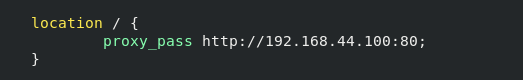 location / {
        proxy_pass http://192.168.44.100:80;
}